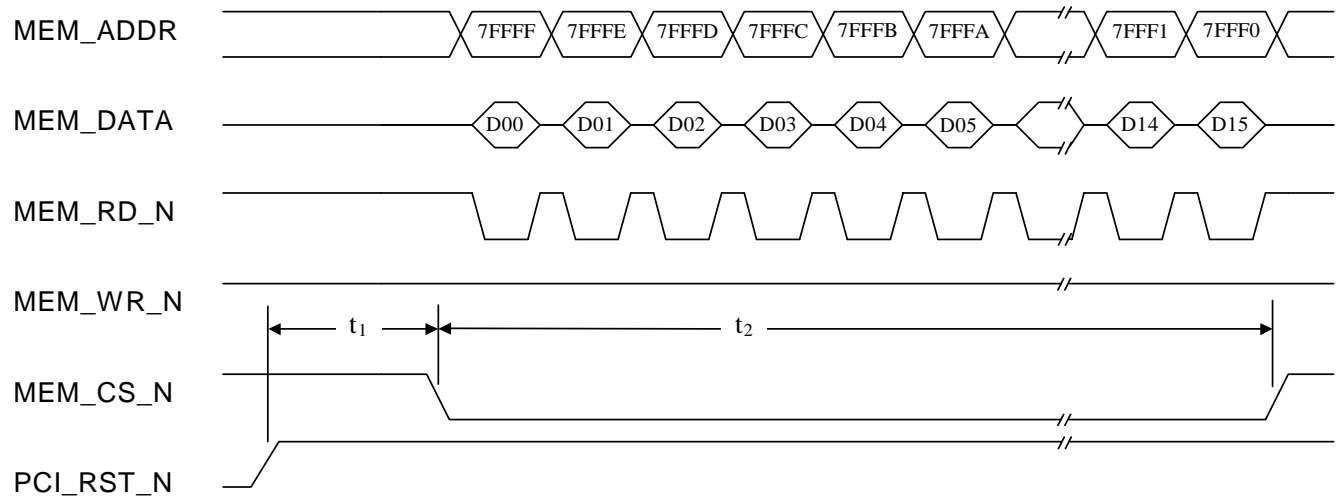 MEM_ADDR 7FFFF 7FFFE 7FFFD 7FFFC 7FFFB 7FFFA 7FFF1 7FFF0
MEM_DATA D00 D01 D02 D03 D04 D05 D14 D15
MEM_RD_N
MEM_WR_N
t₁ t₂
MEM_CS_N
PCI_RST_N